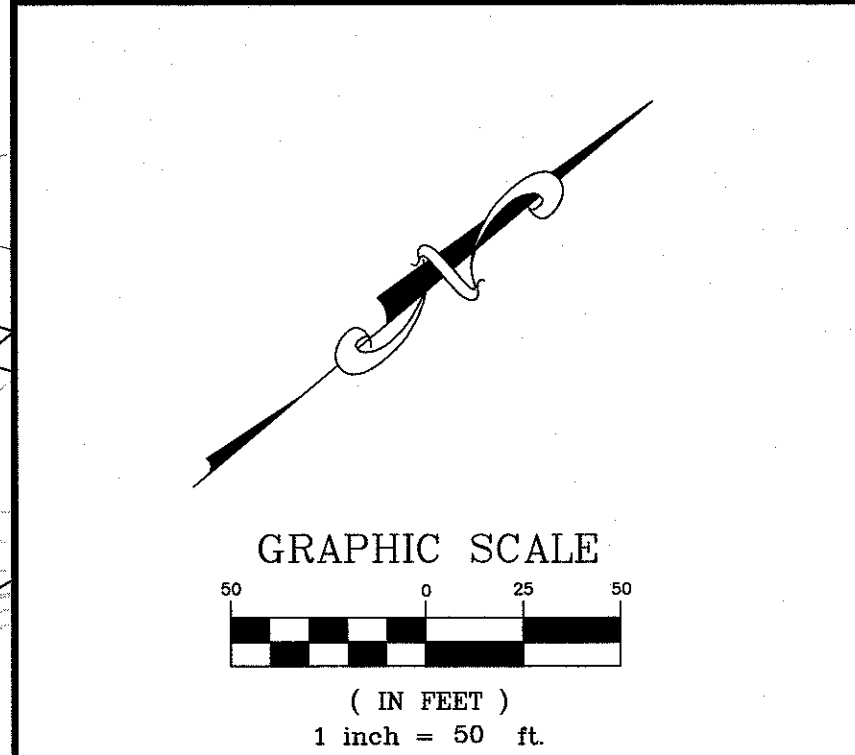 N
GRAPHIC SCALE
50 0 25 50
( IN FEET )
1 inch = 50 ft.